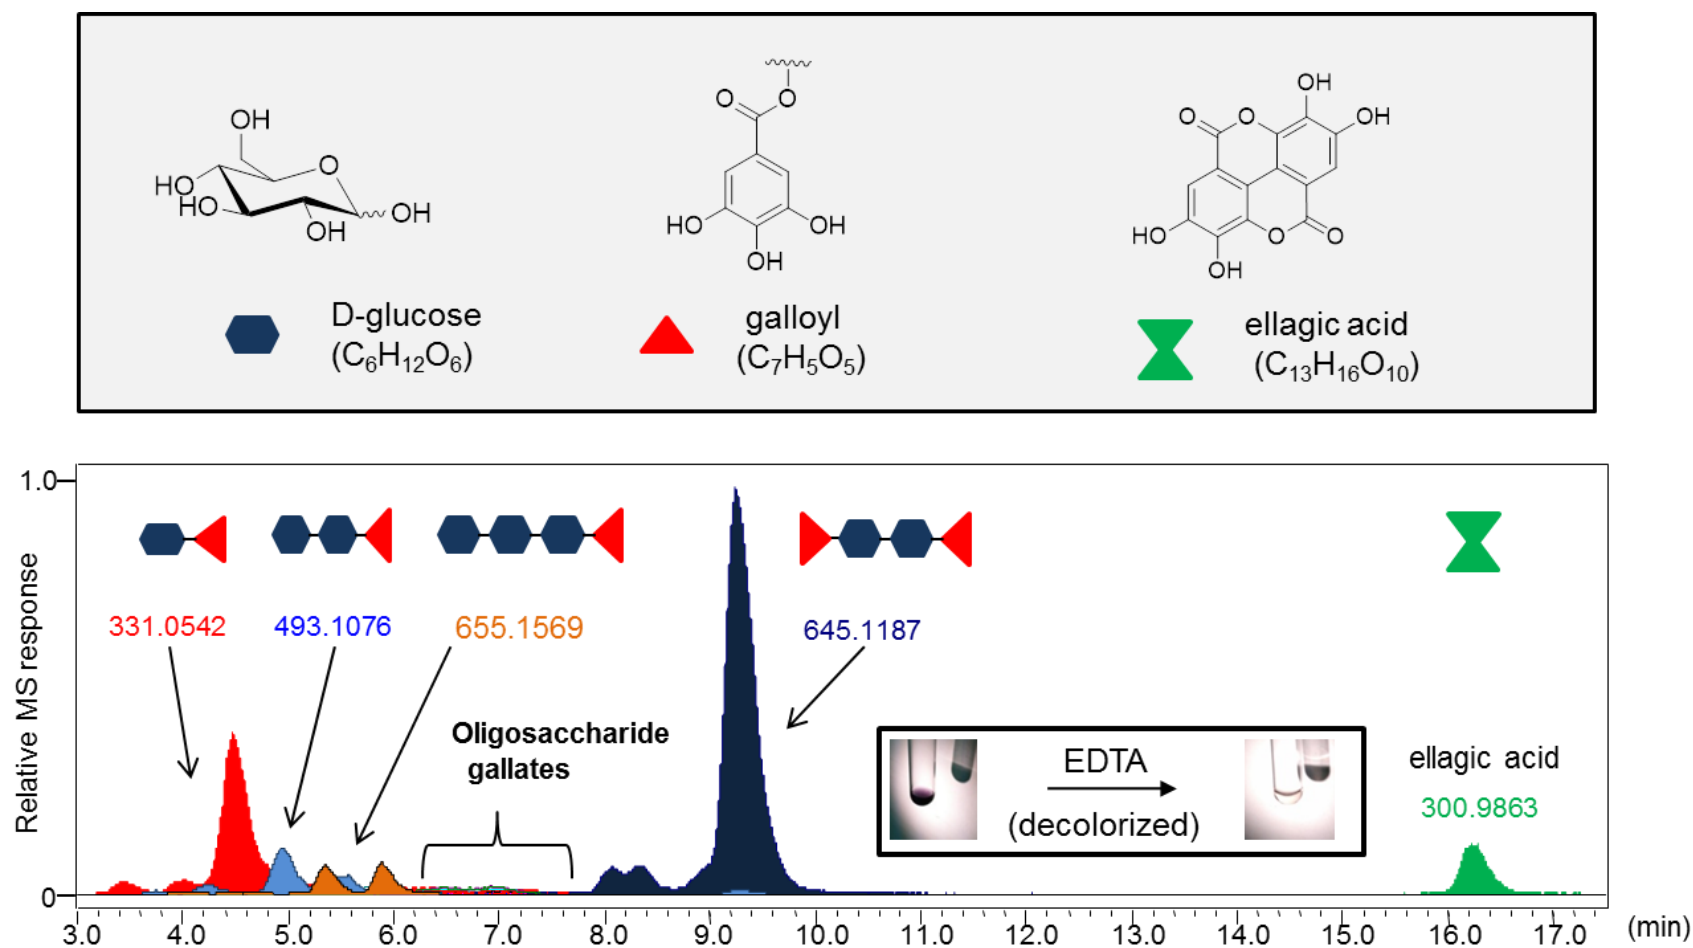 OH
O
HO
HO
OH
OH
O
O
HO
OH
OH
OH
OH
O
O
HO
O
O
OH
D-glucose
(C₆H₁₂O₆)
galloyl
(C₇H₅O₅)
ellagic acid
(C₁₃H₁₆O₁₀)
Relative MS response
1.0
0
331.0542
493.1076
655.1569
645.1187
Oligosaccharide
gallates
EDTA
(decolorized)
ellagic acid
300.9863
3.0 4.0 5.0 6.0 7.0 8.0 9.0 10.0 11.0 12.0 13.0 14.0 15.0 16.0 17.0 (min)